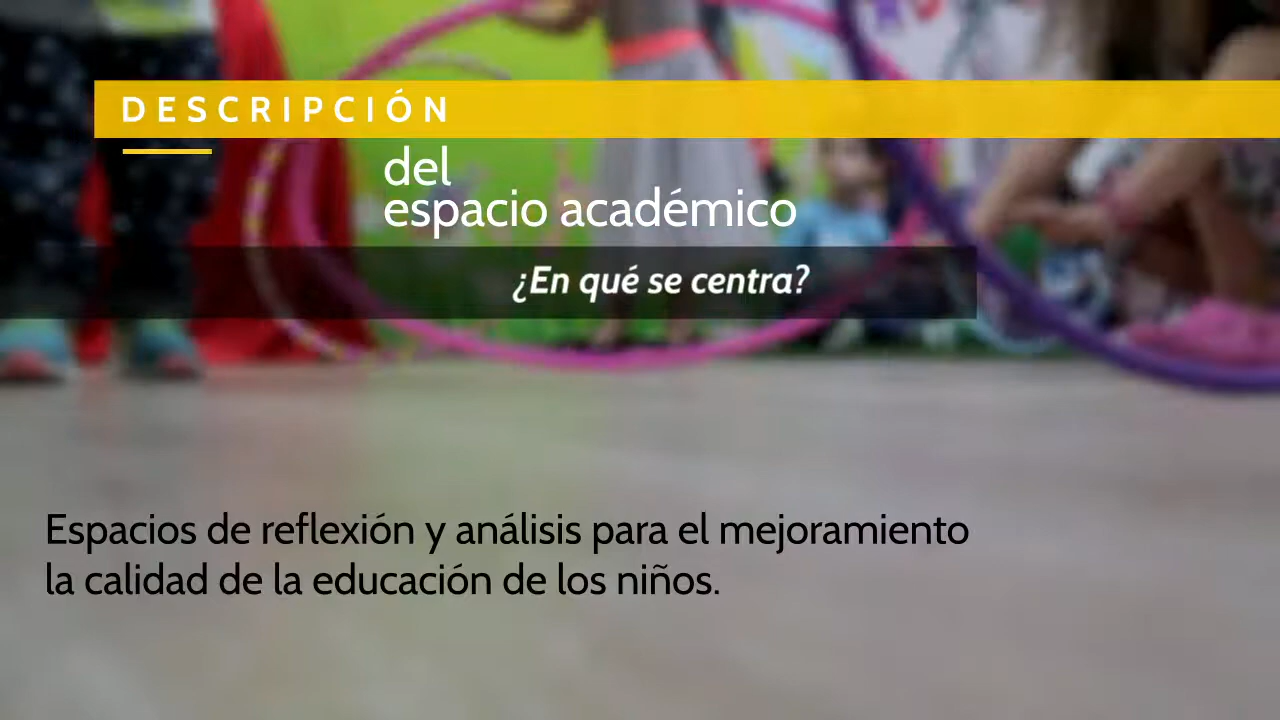 DESCRIPCIÓN
del
espacio académico
¿En qué se centra?
Espacios de reflexión y análisis para el mejoramiento
la calidad de la educación de los niños.